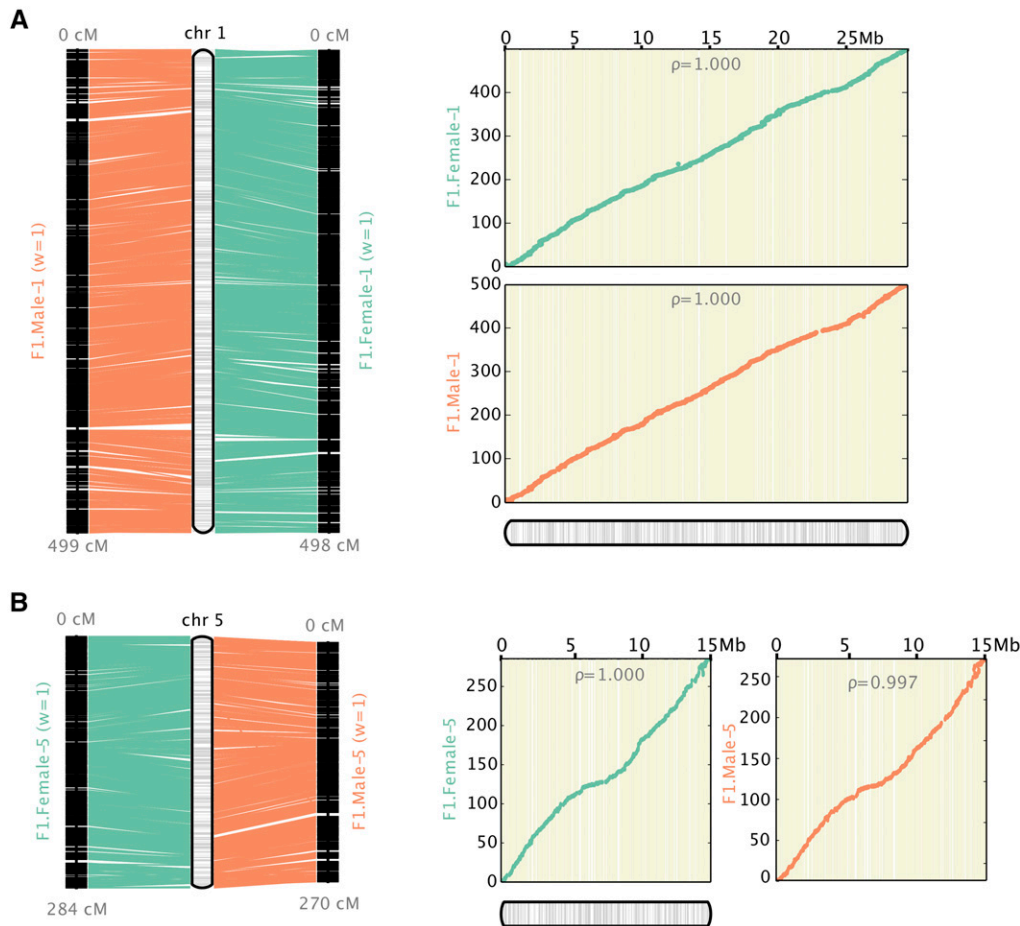 A
0 cM
chr 1
0 cM
F1.Male-1 (w=1)
F1.Female-1 (w=1)
499 cM
498 cM
0 5 10 15 20 25Mb
ρ=1.000
F1.Female-1
400
300
200
100
0
ρ=1.000
F1.Male-1
500
400
300
200
100
0
B
0 cM
chr 5
0 cM
F1.Female-5 (w=1)
F1.Male-5 (w=1)
284 cM
270 cM
0 5 10 15Mb
ρ=1.000
F1.Female-5
250
200
150
100
50
0
0 5 10 15Mb
ρ=0.997
F1.Male-5
250
200
150
100
50
0